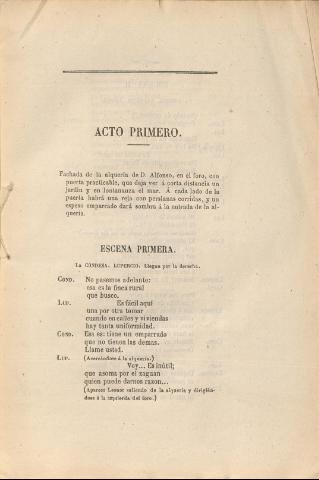 ACTO PRIMERO.
Fachada de la alquería de D. Alfonso, en el foro, con
puerta practicable, que deja ver á corta distancia un
jardin y en lontananza el mar. Á cada lado de la
puerta habrá una reja con persianas corridas, y un
espeso emparrado dará sombra á la entrada de la al-
quería.
ESCENA PRIMERA.
LA CONDESA. LUPERCIO. Llegan por la derecha.
COND. No pasemos adelante:
esa es la finca rural
que busco.
LUP. Es fácil aquí
una por otra tomar
cuando en calles y viviendas
hay tanta uniformidad.
COND. Esa es: tiene un emparrado
que no tienen las demas.
Llame usted.
LUP. (Acercándose á la alquería.)
Voy... Es inútil;
que asoma por el zaguan
quien puede darnos razon...
(Aparece Leonor saliendo de la alquería y dirigién-
dose á la izquierda del foro.)